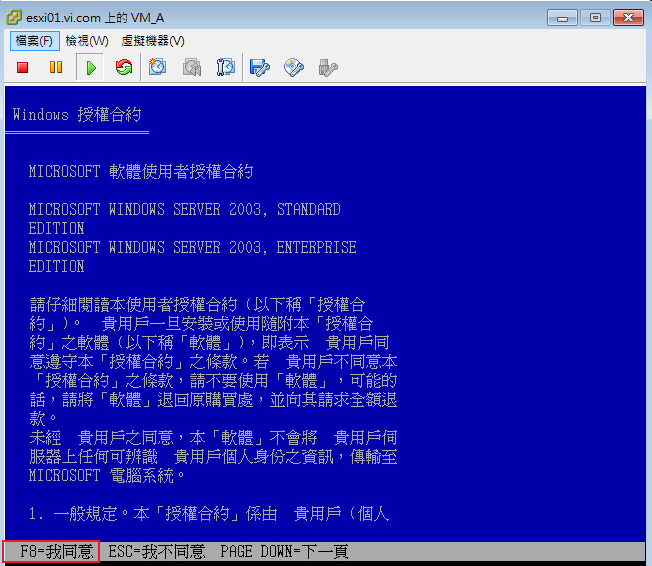 esxi01.vi.com 上的 VM_A
檔案(F) 檢視(W) 虛擬機器(V)
Windows 授權合約
MICROSOFT 軟體使用者授權合約
MICROSOFT WINDOWS SERVER 2003, STANDARD
EDITION
MICROSOFT WINDOWS SERVER 2003, ENTERPRISE
EDITION
請仔細閱讀本使用者授權合約 (以下稱「授權合
約」)。 貴用戶一旦安裝或使用隨附本「授權合
約」之軟體 (以下稱「軟體」),即表示 貴用戶同
意遵守本「授權合約」之條款。若 貴用戶不同意本
「授權合約」之條款,請不要使用「軟體」,可能的
話,請將「軟體」退回原購買處,並向其請求全額退
款。
未經 貴用戶之同意,本「軟體」不會將 貴用戶伺
服器上任何可辨識 貴用戶個人身份之資訊,傳輸至
MICROSOFT 電腦系統。
1. 一般規定。本「授權合約」係由 貴用戶 (個人
F8=我同意 ESC=我不同意 PAGE DOWN=下一頁